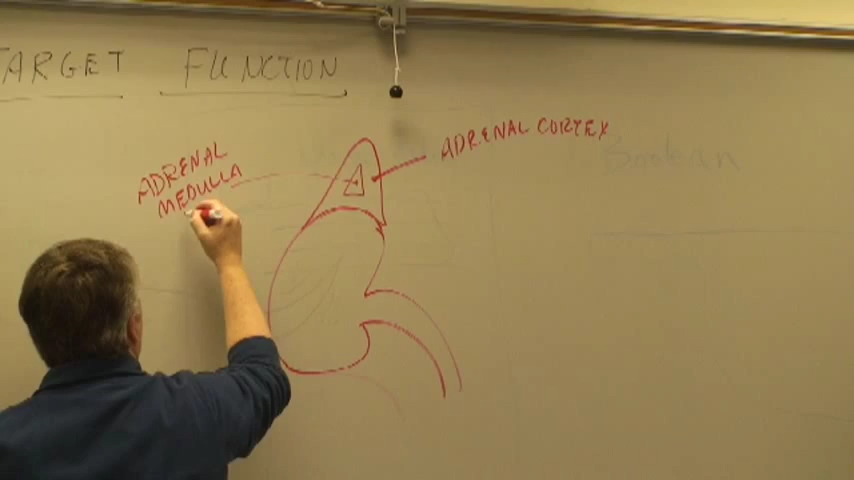 TARGET FUNCTION
ADRENAL CORTEX
ADRENAL
MEDULLA
Boolean